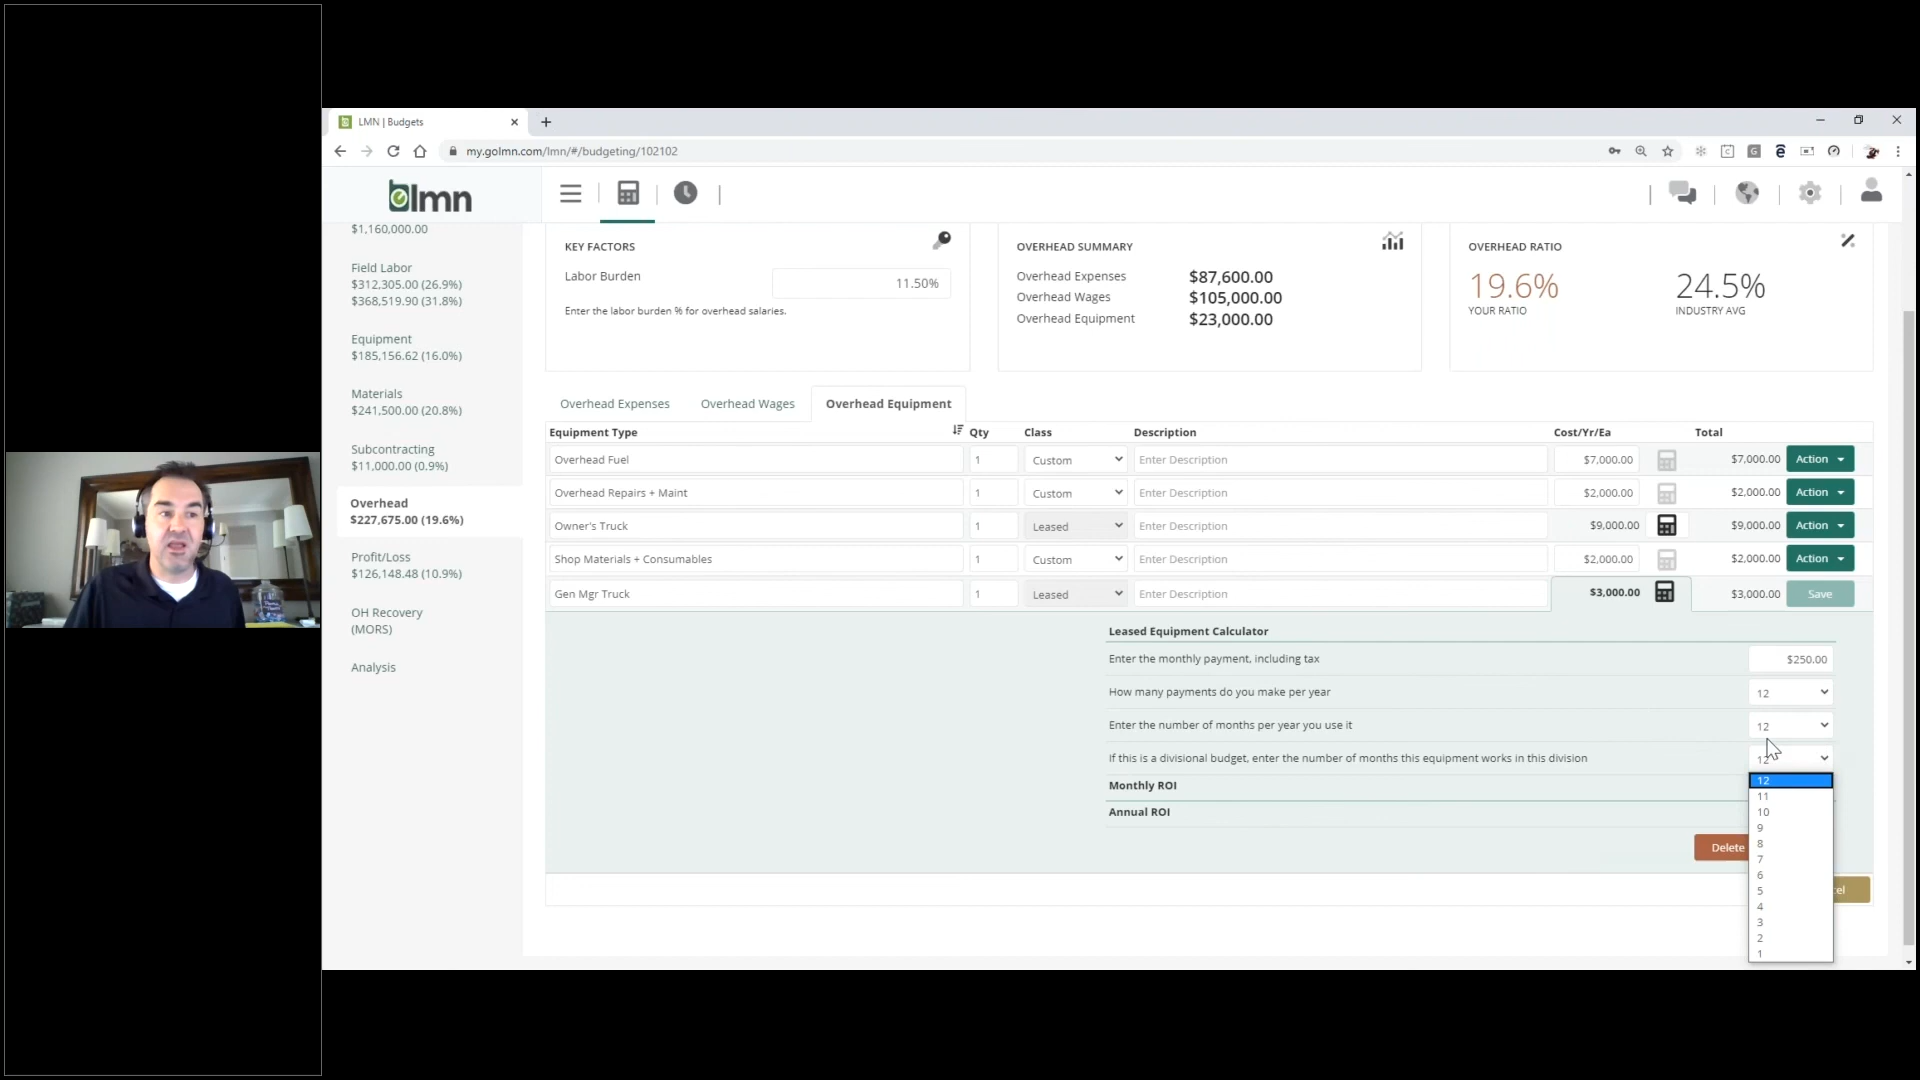 LMN | Budgets
my.golmn.com/lmn/#/budgeting/102102
lmn
$1,160,000.00
Field Labor
$312,305.00 (26.9%)
$368,519.90 (31.8%)
Equipment
$185,156.62 (16.0%)
Materials
$241,500.00 (20.8%)
Subcontracting
$11,000.00 (0.9%)
Overhead
$227,675.00 (19.6%)
Profit/Loss
$126,148.48 (10.9%)
OH Recovery
(MORS)
Analysis
KEY FACTORS
Labor Burden 11.50%
Enter the labor burden % for overhead salaries.
OVERHEAD SUMMARY
Overhead Expenses $87,600.00
Overhead Wages $105,000.00
Overhead Equipment $23,000.00
OVERHEAD RATIO
19.6% 24.5%
YOUR RATIO INDUSTRY AVG
Overhead Expenses Overhead Wages Overhead Equipment
Equipment Type Qty Class Description Cost/Yr/Ea Total
Overhead Fuel 1 Custom Enter Description $7,000.00 $7,000.00 Action
Overhead Repairs + Maint 1 Custom Enter Description $2,000.00 $2,000.00 Action
Owner's Truck 1 Leased Enter Description $9,000.00 $9,000.00 Action
Shop Materials + Consumables 1 Custom Enter Description $2,000.00 $2,000.00 Action
Gen Mgr Truck 1 Leased Enter Description $3,000.00 $3,000.00 Save
Leased Equipment Calculator
Enter the monthly payment, including tax $250.00
How many payments do you make per year 12
Enter the number of months per year you use it 12
If this is a divisional budget, enter the number of months this equipment works in this division 12
Monthly ROI
Annual ROI
12
11
10
9
8
7
6
5
4
3
2
1
Delete